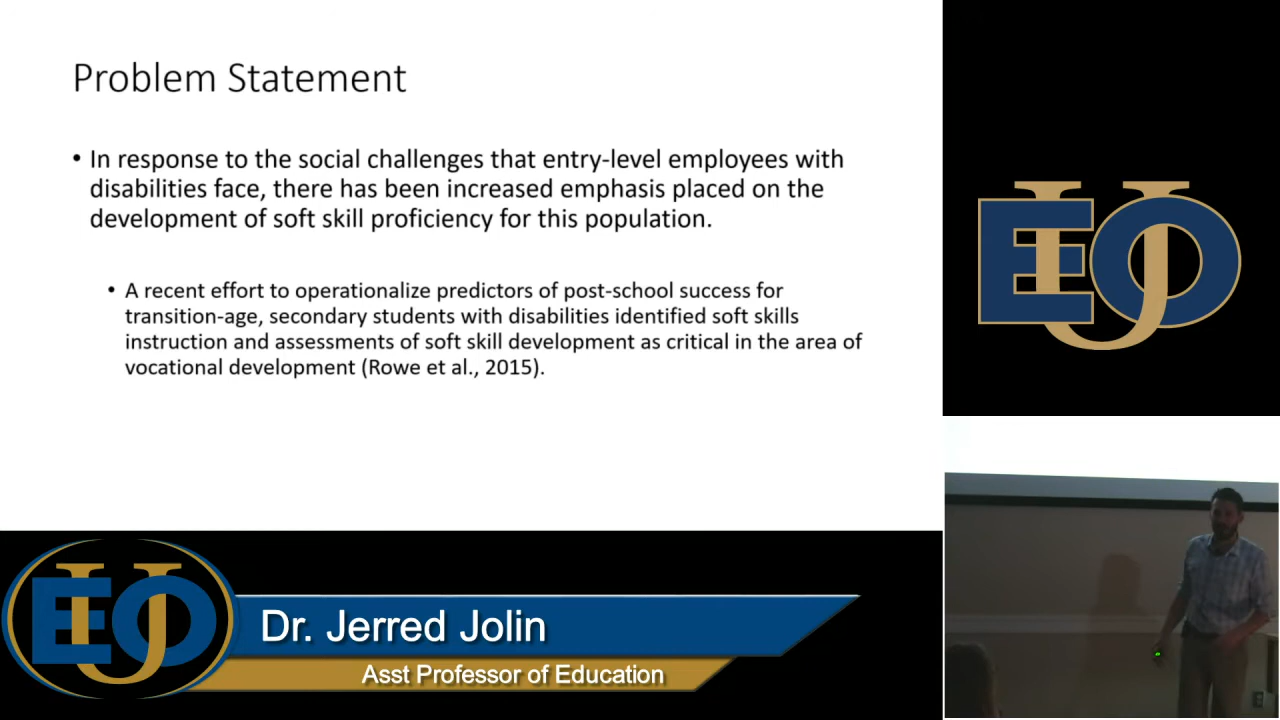 Problem Statement
• In response to the social challenges that entry-level employees with
disabilities face, there has been increased emphasis placed on the
development of soft skill proficiency for this population.
• A recent effort to operationalize predictors of post-school success for
transition-age, secondary students with disabilities identified soft skills
instruction and assessments of soft skill development as critical in the area of
vocational development (Rowe et al., 2015).
EOU
EOU
Dr. Jerred Jolin
Asst Professor of Education